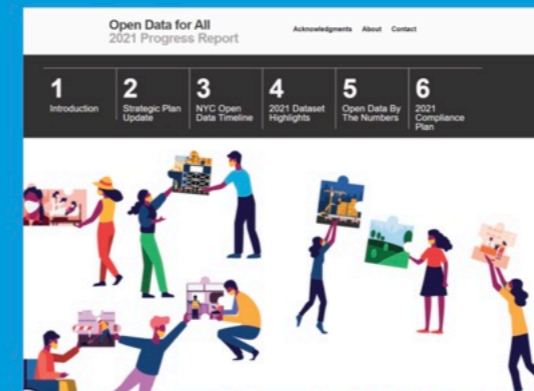 Open Data for All
2021 Progress Report
Acknowledgments About Contact
1
Introduction
2
Strategic Plan
Update
3
NYC Open
Data Timeline
4
2021 Dataset
Highlights
5
Open Data By
The Numbers
6
2021
Compliance
Plan